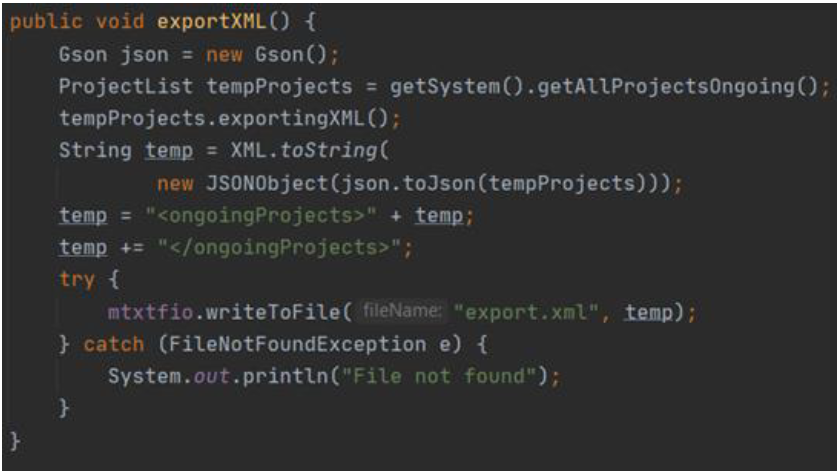 public void exportXML() {
    Gson json = new Gson();
    ProjectList tempProjects = getSystem().getAllProjectsOngoing();
    tempProjects.exportingXML();
    String temp = XML.toString(
            new JSONObject(json.toJson(tempProjects)));
    temp = "<ongoingProjects>" + temp;
    temp += "</ongoingProjects>";
    try {
        mtxtfio.writeToFile( fileName: "export.xml", temp);
    } catch (FileNotFoundException e) {
        System.out.println("File not found");
    }
}